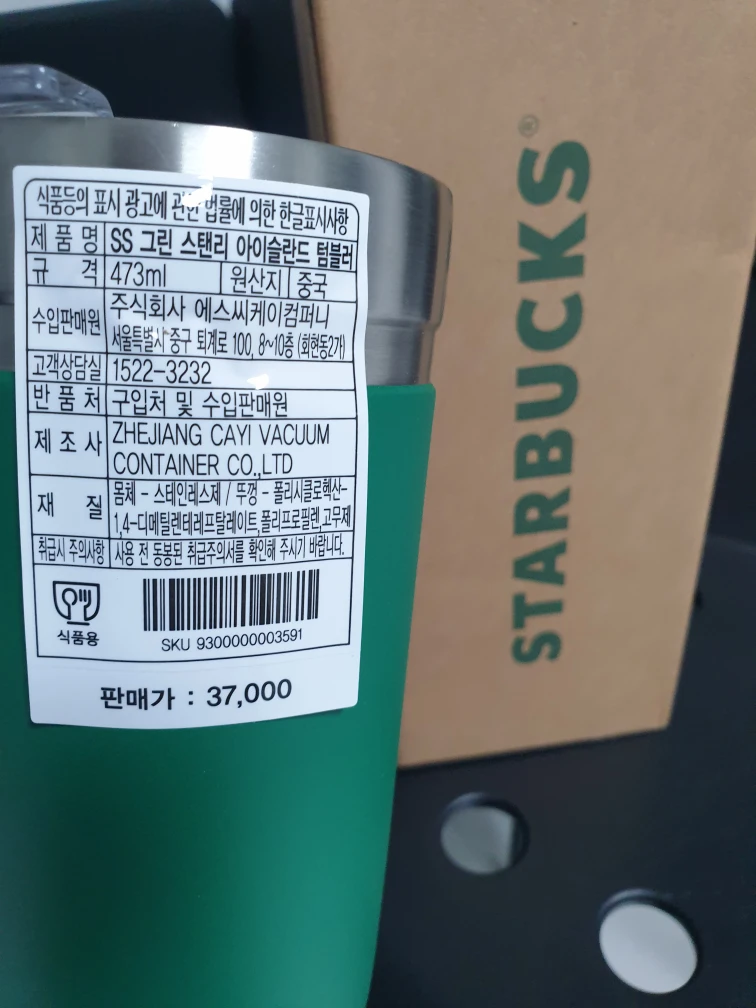 식품등의 표시 광고에 관한 법률에 의한 한글표시사항
제 품 명 SS 그린 스탠리 아이슬란드 텀블러
규 격 473ml 원산지 중국
수입판매원 주식회사 에스씨케이컴퍼니
서울특별시 중구 퇴계로 100, 8~10층 (회현동2가)
고객상담실 1522-3232
반 품 처 구입처 및 수입판매원
제 조 사 ZHEJIANG CAYI VACUUM
CONTAINER CO.,LTD
재 질 몸체 - 스테인레스제 / 뚜껑 - 폴리시클로헥산-
1,4-디메틸렌테레프탈레이트,폴리프로필렌,고무제
취급시 주의사항 사용 전 동봉된 취급주의서를 확인해 주시기 바랍니다.
식품용
SKU 9300000003591
판매가 : 37,000
STARBUCKS®